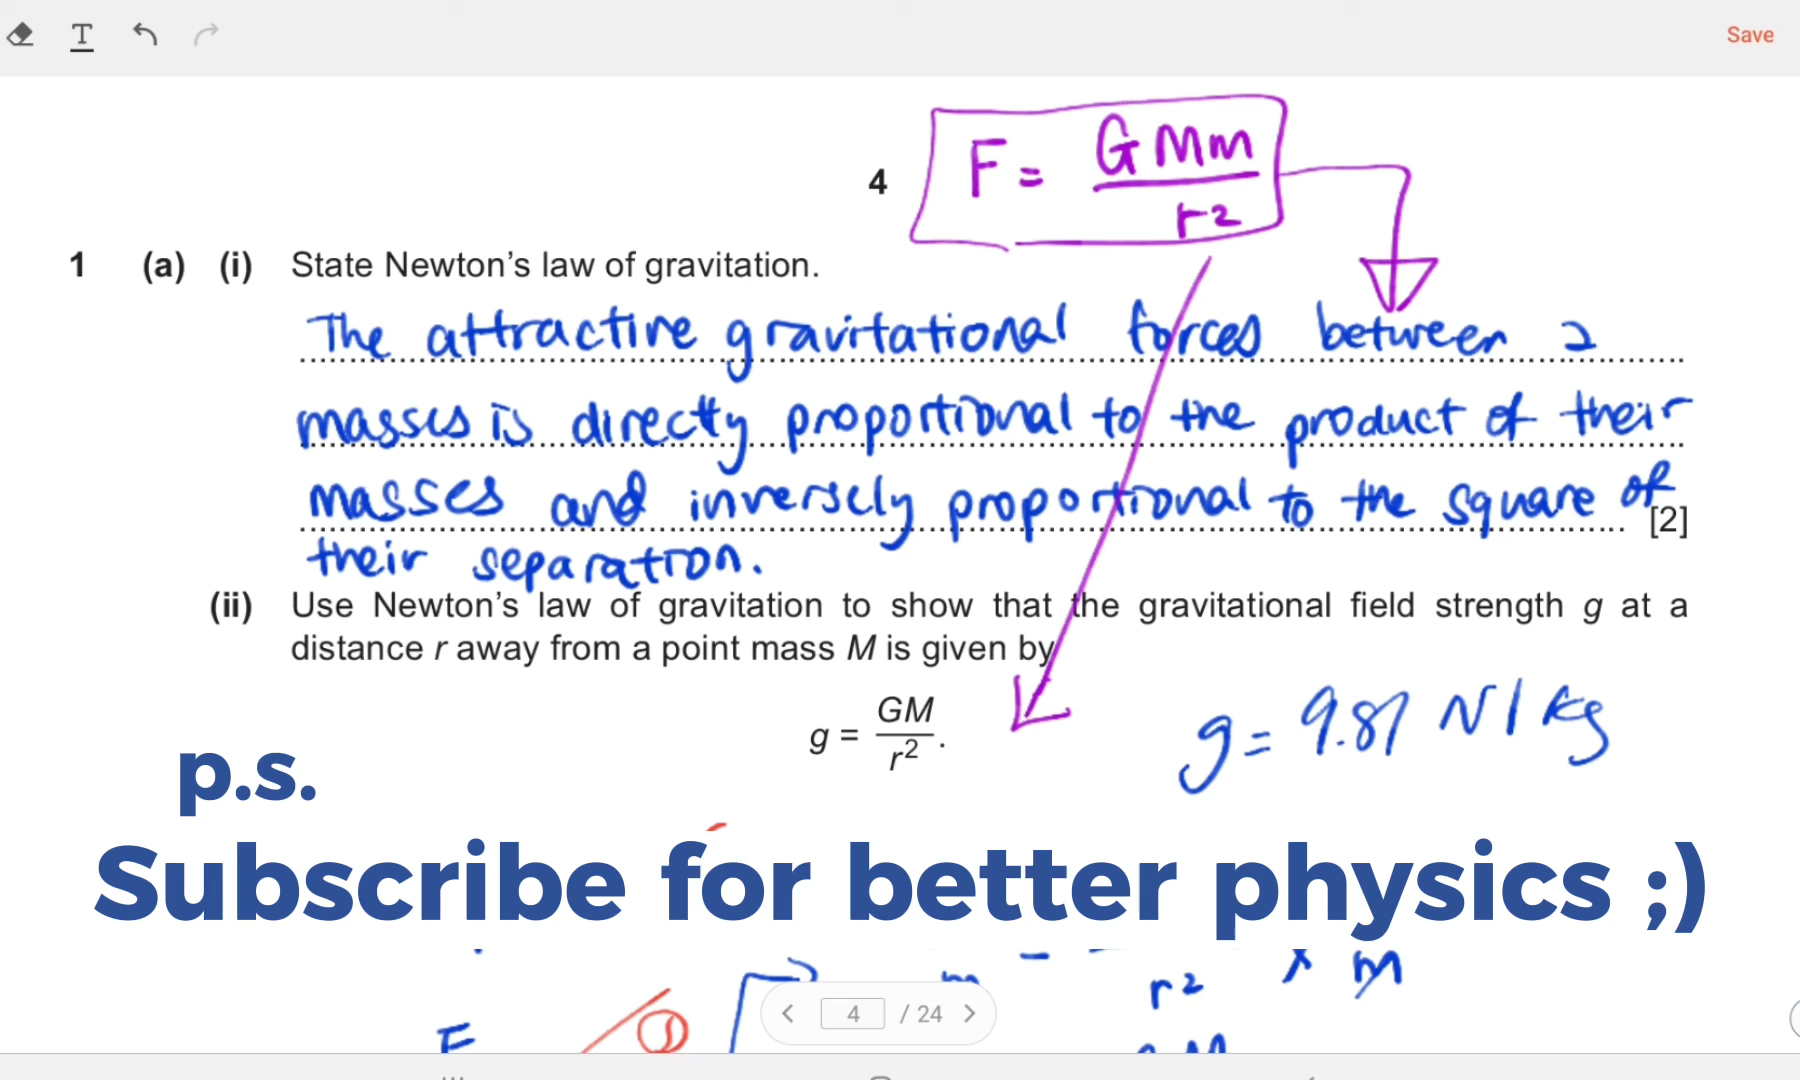 T Save
F = GMm
4
r2
1 (a) (i) State Newton's law of gravitation.
The attractive gravitational forces between 2
masses is directly proportional to the product of their
masses and inversely proportional to the square of
[2]
their separation.
(ii) Use Newton's law of gravitation to show that the gravitational field strength g at a
distance r away from a point mass M is given by
g = GM
r2 .
g = 9.81 N/kg
p.s.
Subscribe for better physics ;)
r2 × m
F
4 / 24